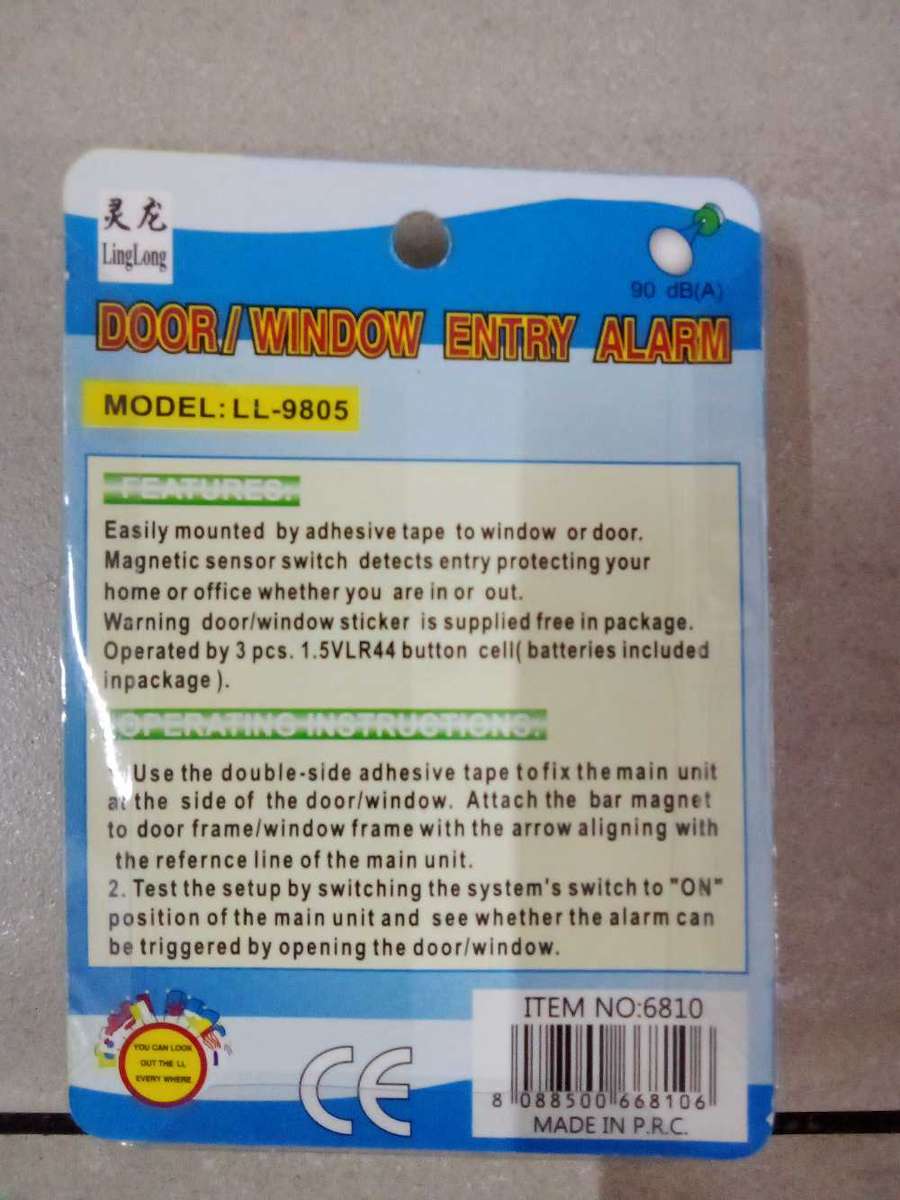 灵龙
LingLong
90 dB(A)
DOOR/WINDOW ENTRY ALARM
MODEL:LL-9805
FEATURES:
Easily mounted by adhesive tape to window or door.
Magnetic sensor switch detects entry protecting your
home or office whether you are in or out.
Warning door/window sticker is supplied free in package.
Operated by 3 pcs. 1.5VLR44 button cell( batteries included
inpackage ).
OPERATING INSTRUCTIONS:
1. Use the double-side adhesive tape to fix the main unit
at the side of the door/window. Attach the bar magnet
to door frame/window frame with the arrow aligning with
the refernce line of the main unit.
2. Test the setup by switching the system's switch to "ON"
position of the main unit and see whether the alarm can
be triggered by opening the door/window.
YOU CAN LOOK
OUT THE LL
EVERY WHERE
CE
ITEM NO:6810
8 088500 668106
MADE IN P.R.C.